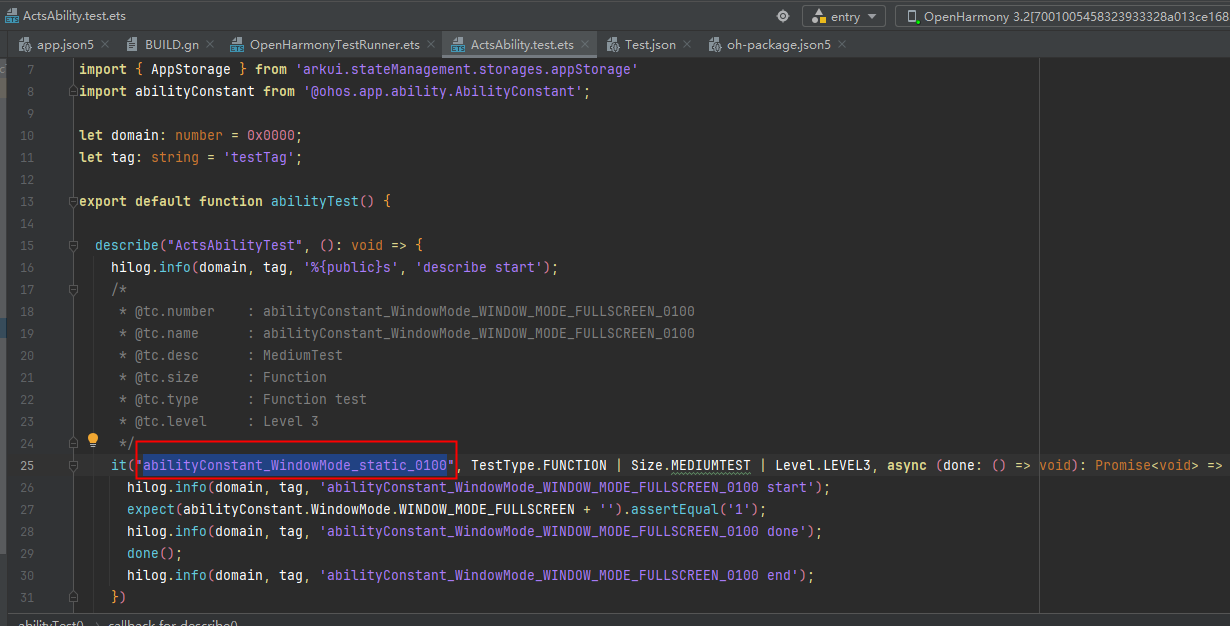 ActsAbility.test.ets
entry
OpenHarmony 3.2[7001005458323933328a013ce168
app.json5
BUILD.gn
OpenHarmonyTestRunner.ets
ActsAbility.test.ets
Test.json
oh-package.json5
7 import { AppStorage } from 'arkui.stateManagement.storages.appStorage'
8 import abilityConstant from '@ohos.app.ability.AbilityConstant';
9
10 let domain: number = 0x0000;
11 let tag: string = 'testTag';
12
13 export default function abilityTest() {
14
15 describe("ActsAbilityTest", (): void => {
16 hilog.info(domain, tag, '%{public}s', 'describe start');
17 /*
18 * @tc.number : abilityConstant_WindowMode_WINDOW_MODE_FULLSCREEN_0100
19 * @tc.name : abilityConstant_WindowMode_WINDOW_MODE_FULLSCREEN_0100
20 * @tc.desc : MediumTest
21 * @tc.size : Function
22 * @tc.type : Function test
23 * @tc.level : Level 3
24 */
25 it("abilityConstant_WindowMode_static_0100", TestType.FUNCTION | Size.MEDIUMTEST | Level.LEVEL3, async (done: () => void): Promise<void> =>
26 hilog.info(domain, tag, 'abilityConstant_WindowMode_WINDOW_MODE_FULLSCREEN_0100 start');
27 expect(abilityConstant.WindowMode.WINDOW_MODE_FULLSCREEN + '').assertEqual('1');
28 hilog.info(domain, tag, 'abilityConstant_WindowMode_WINDOW_MODE_FULLSCREEN_0100 done');
29 done();
30 hilog.info(domain, tag, 'abilityConstant_WindowMode_WINDOW_MODE_FULLSCREEN_0100 end');
31 })
abilityTest() > callback for describe()